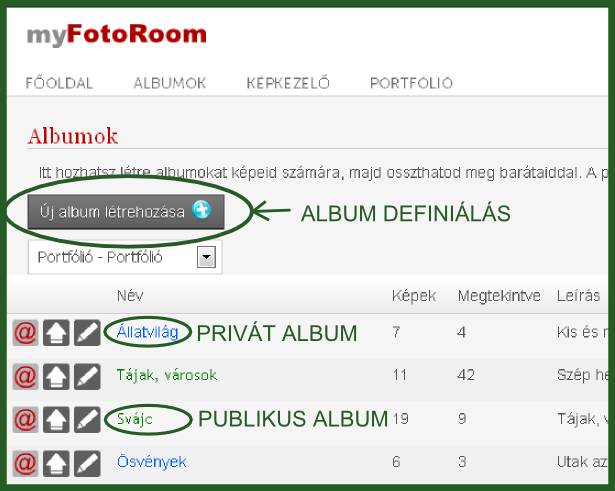 myFotoRoom
FŐOLDAL ALBUMOK KÉPKEZELŐ PORTFÓLIÓ
Albumok
Itt hozhatsz létre albumokat képeid számára, majd oszthatod meg barátaiddal. A p
Új album létrehozása ALBUM DEFINIÁLÁS
Portfólió - Portfólió
Név Képek Megtekintve Leírás
@ Állatvilág PRIVÁT ALBUM 7 4 Kis és n
@ Tájak, városok 11 42 Szép he
@ Svájc PUBLIKUS ALBUM 19 9 Tájak, v
@ Ösvények 6 3 Utak az